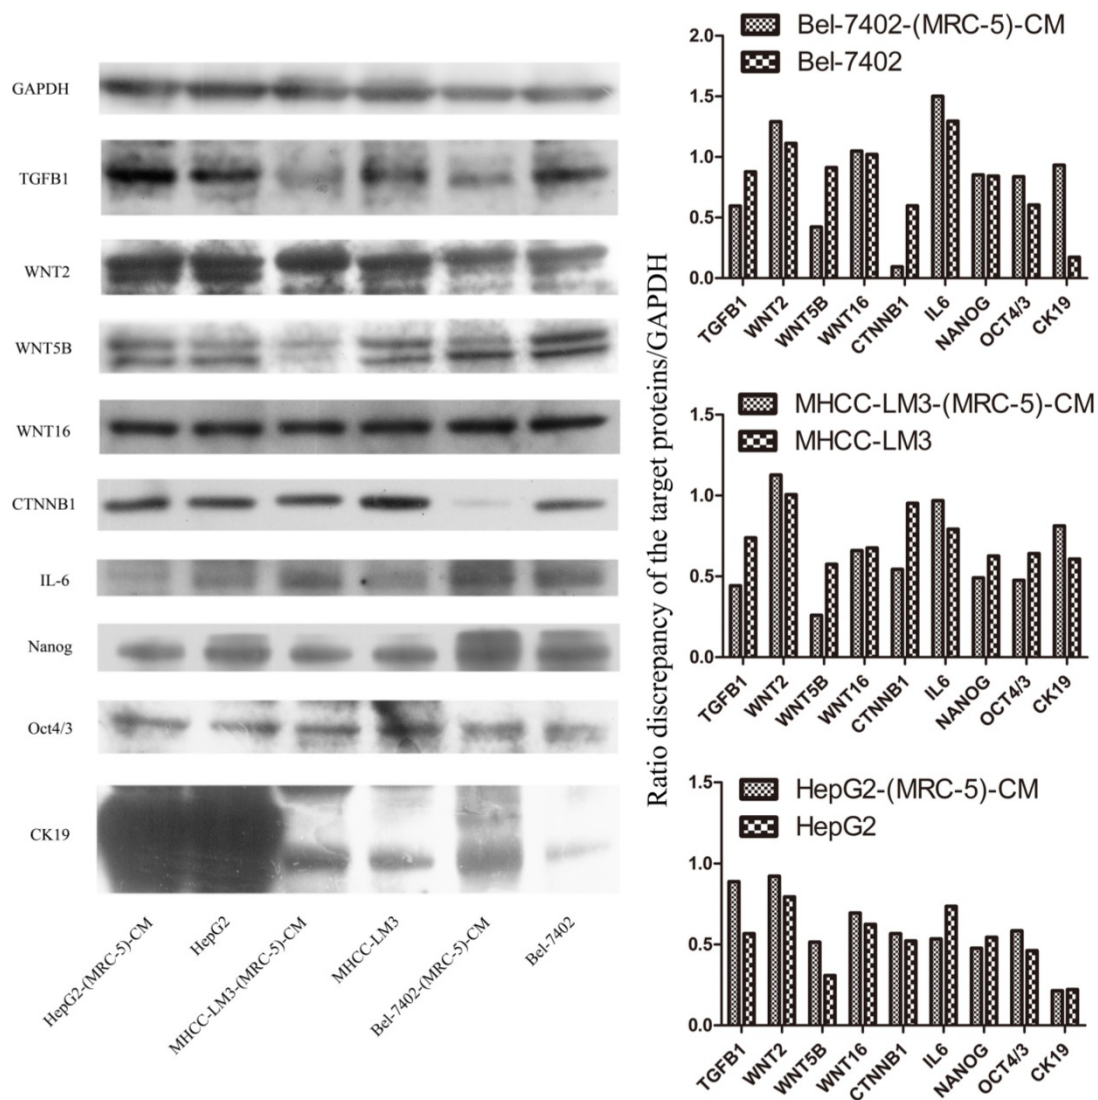 GAPDH
TGFB1
WNT2
WNT5B
WNT16
CTNNB1
IL-6
Nanog
Oct4/3
CK19
HepG2-(MRC-5)-CM
HepG2
MHCC-LM3-(MRC-5)-CM
MHCC-LM3
Bel-7402-(MRC-5)-CM
Bel-7402
Ratio discrepancy of the target proteins/GAPDH
Bel-7402-(MRC-5)-CM
Bel-7402
2.0
1.5
1.0
0.5
0.0
TGFB1
WNT2
WNT5B
WNT16
CTNNB1
IL6
NANOG
OCT4/3
CK19
MHCC-LM3-(MRC-5)-CM
MHCC-LM3
1.5
1.0
0.5
0.0
TGFB1
WNT2
WNT5B
WNT16
CTNNB1
IL6
NANOG
OCT4/3
CK19
HepG2-(MRC-5)-CM
HepG2
1.5
1.0
0.5
0.0
TGFB1
WNT2
WNT5B
WNT16
CTNNB1
IL6
NANOG
OCT4/3
CK19